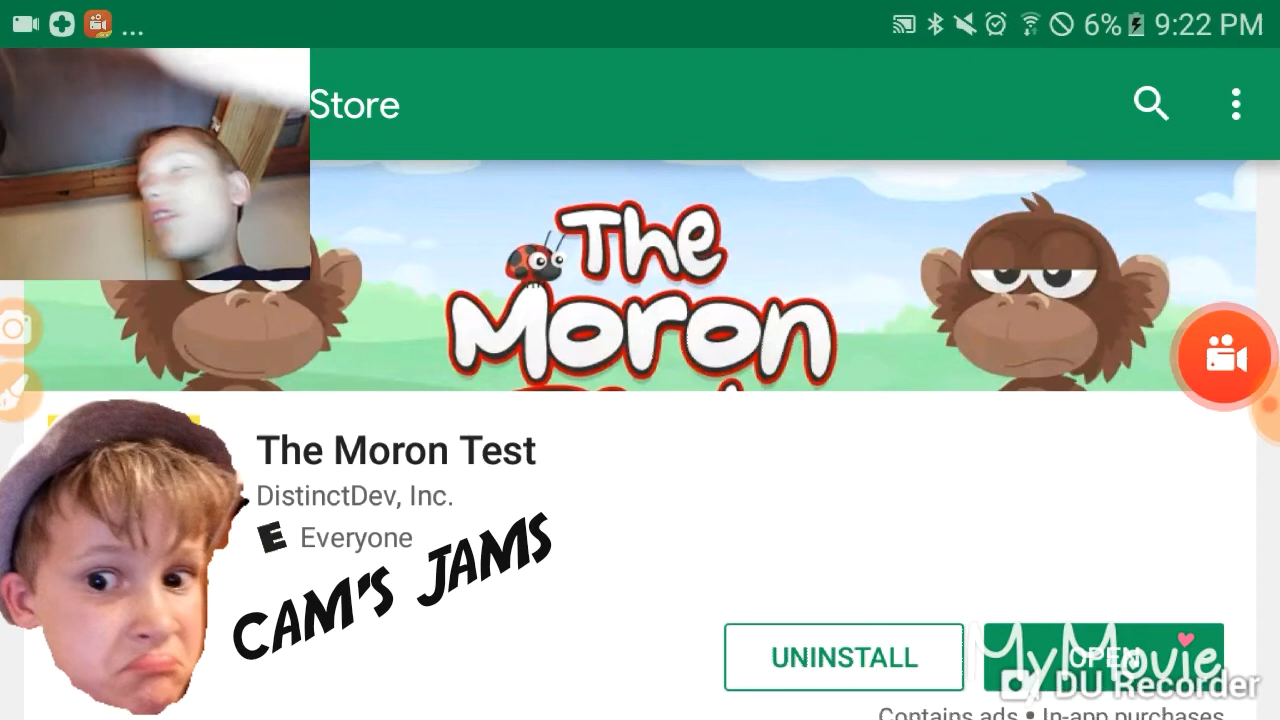 ... 6% 9:22 PM
Store
The
Moron
The Moron Test
DistinctDev, Inc.
E Everyone
CAM'S JAMS
UNINSTALL OPEN
MyMovie
DU Recorder
Contains ads • In-app purchases